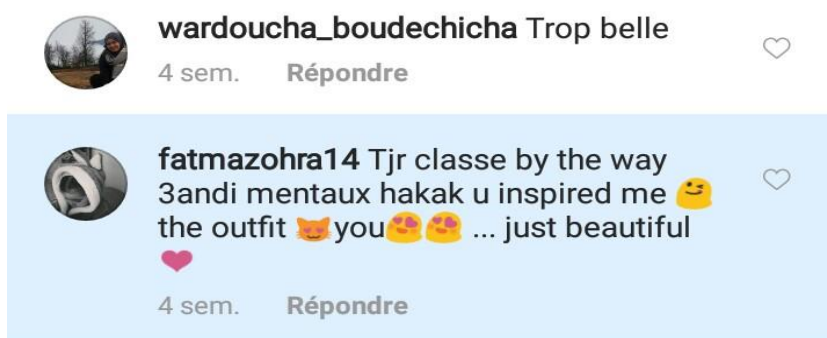 wardoucha_boudechicha Trop belle
4 sem. Répondre
fatmazohra14 Tjr classe by the way
3andi mentaux hakak u inspired me 😉
the outfit 😻you😍😍 ... just beautiful
❤
4 sem. Répondre